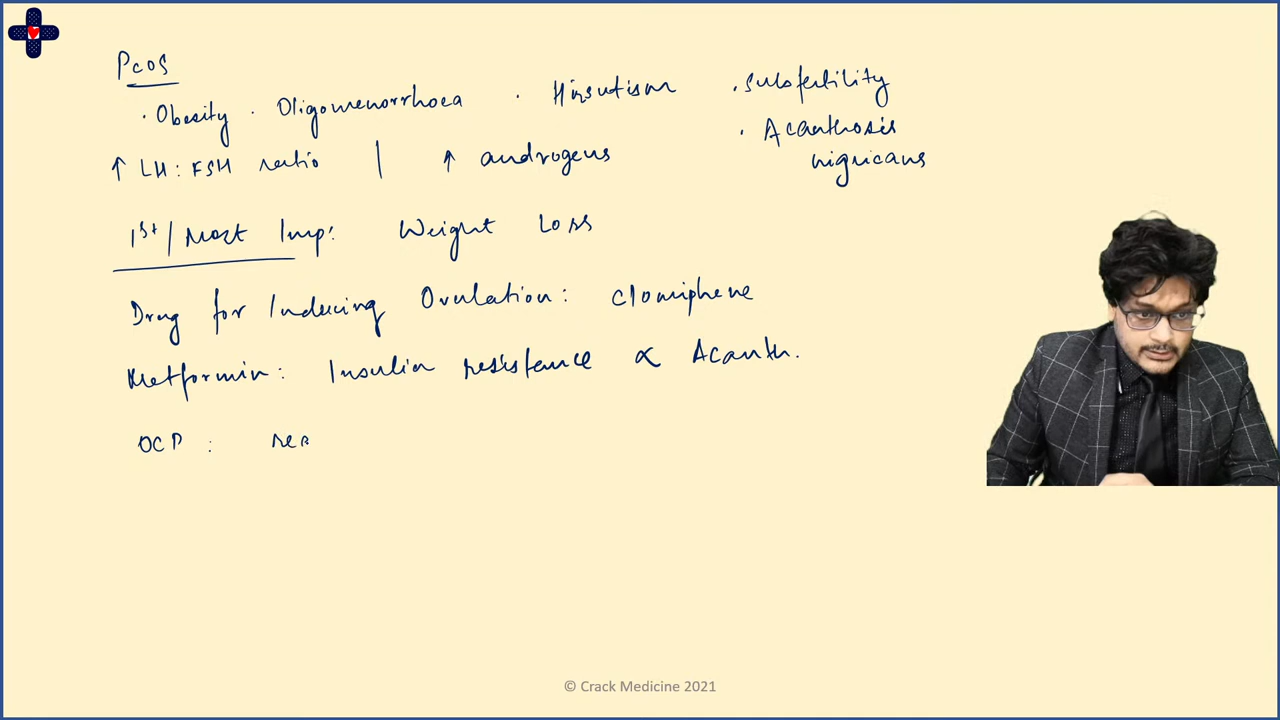 PCOS
· Obesity · Oligomenorrhoea · Hirsutism · Subfertility
· Acanthosis nigricans
↑ LH : FSH ratio | ↑ androgens
1st / Most Imp: Weight Loss
Drug for Inducing Ovulation: clomiphene
Metformin: Insulin resistance ∝ Acanth.
OCP :
© Crack Medicine 2021